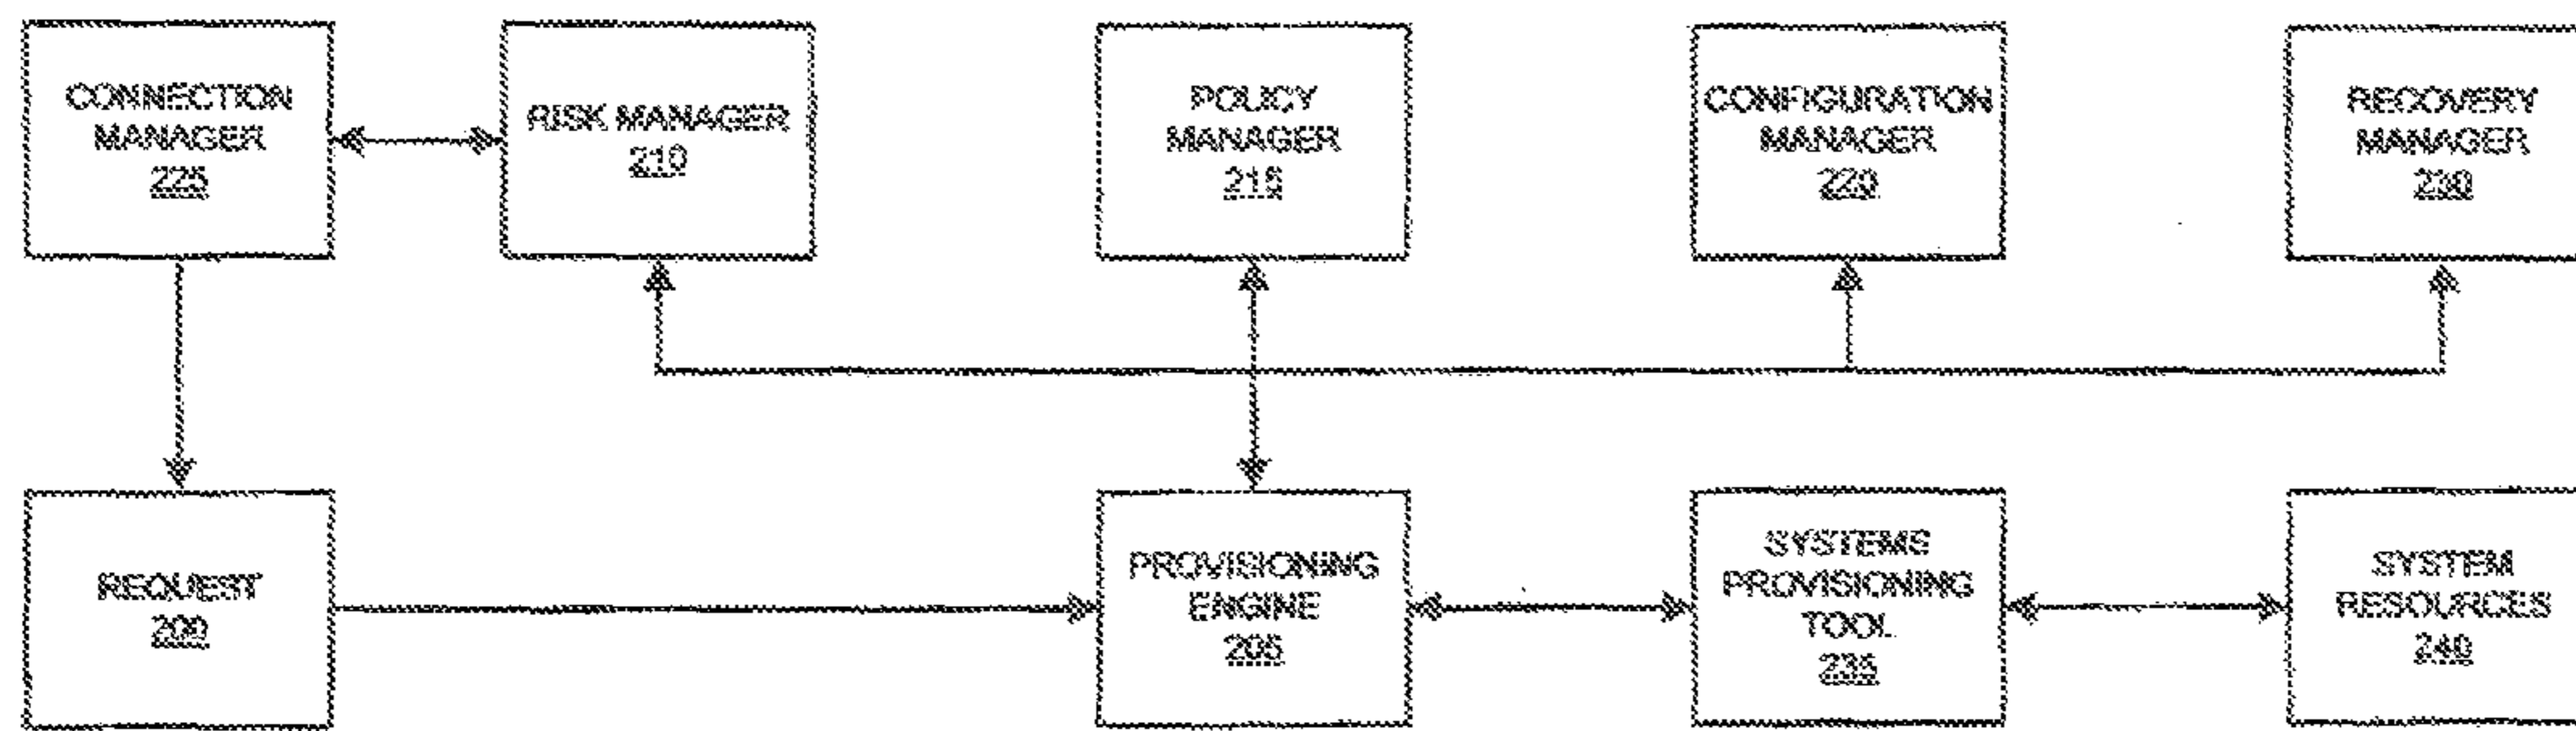 CONNECTION
MANAGER
225
RISK MANAGER
210
POLICY
MANAGER
215
CONFIGURATION
MANAGER
220
RECOVERY
MANAGER
230
REQUEST
200
PROVISIONING
ENGINE
205
SYSTEMS
PROVISIONING
TOOL
235
SYSTEM
RESOURCES
240